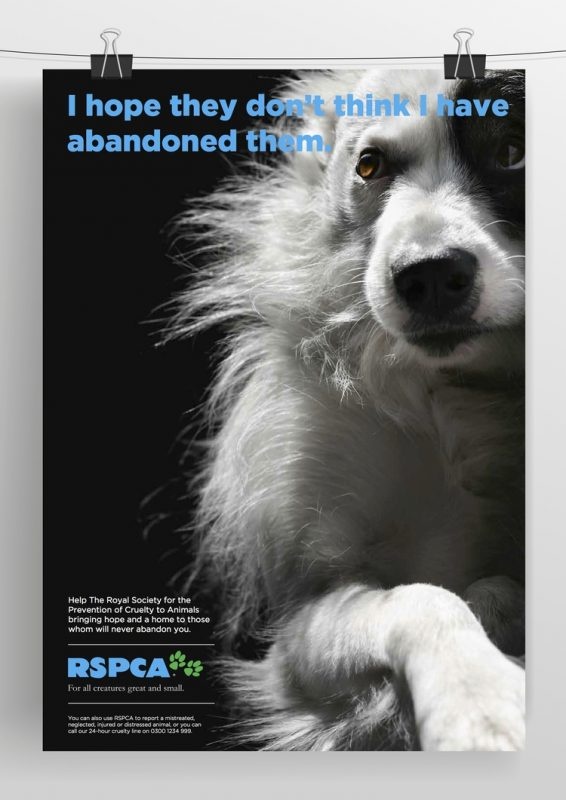 I hope they don't think I have
abandoned them.
Help The Royal Society for the
Prevention of Cruelty to Animals
bringing hope and a home to those
whom will never abandon you.
RSPCA
For all creatures great and small.
You can also use RSPCA to report a mistreated,
neglected, injured or distressed animal, or you can
call our 24-hour cruelty line on 0300 1234 999.